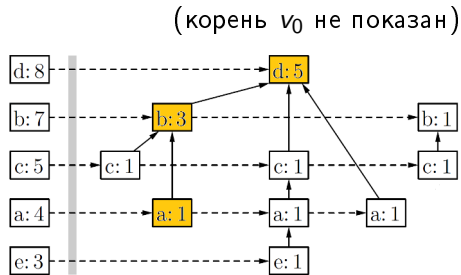 (корень v₀ не показан)
d: 8 d: 5
b: 7 b: 3 b: 1
c: 5 c: 1 c: 1 c: 1
a: 4 a: 1 a: 1 a: 1
e: 3 e: 1